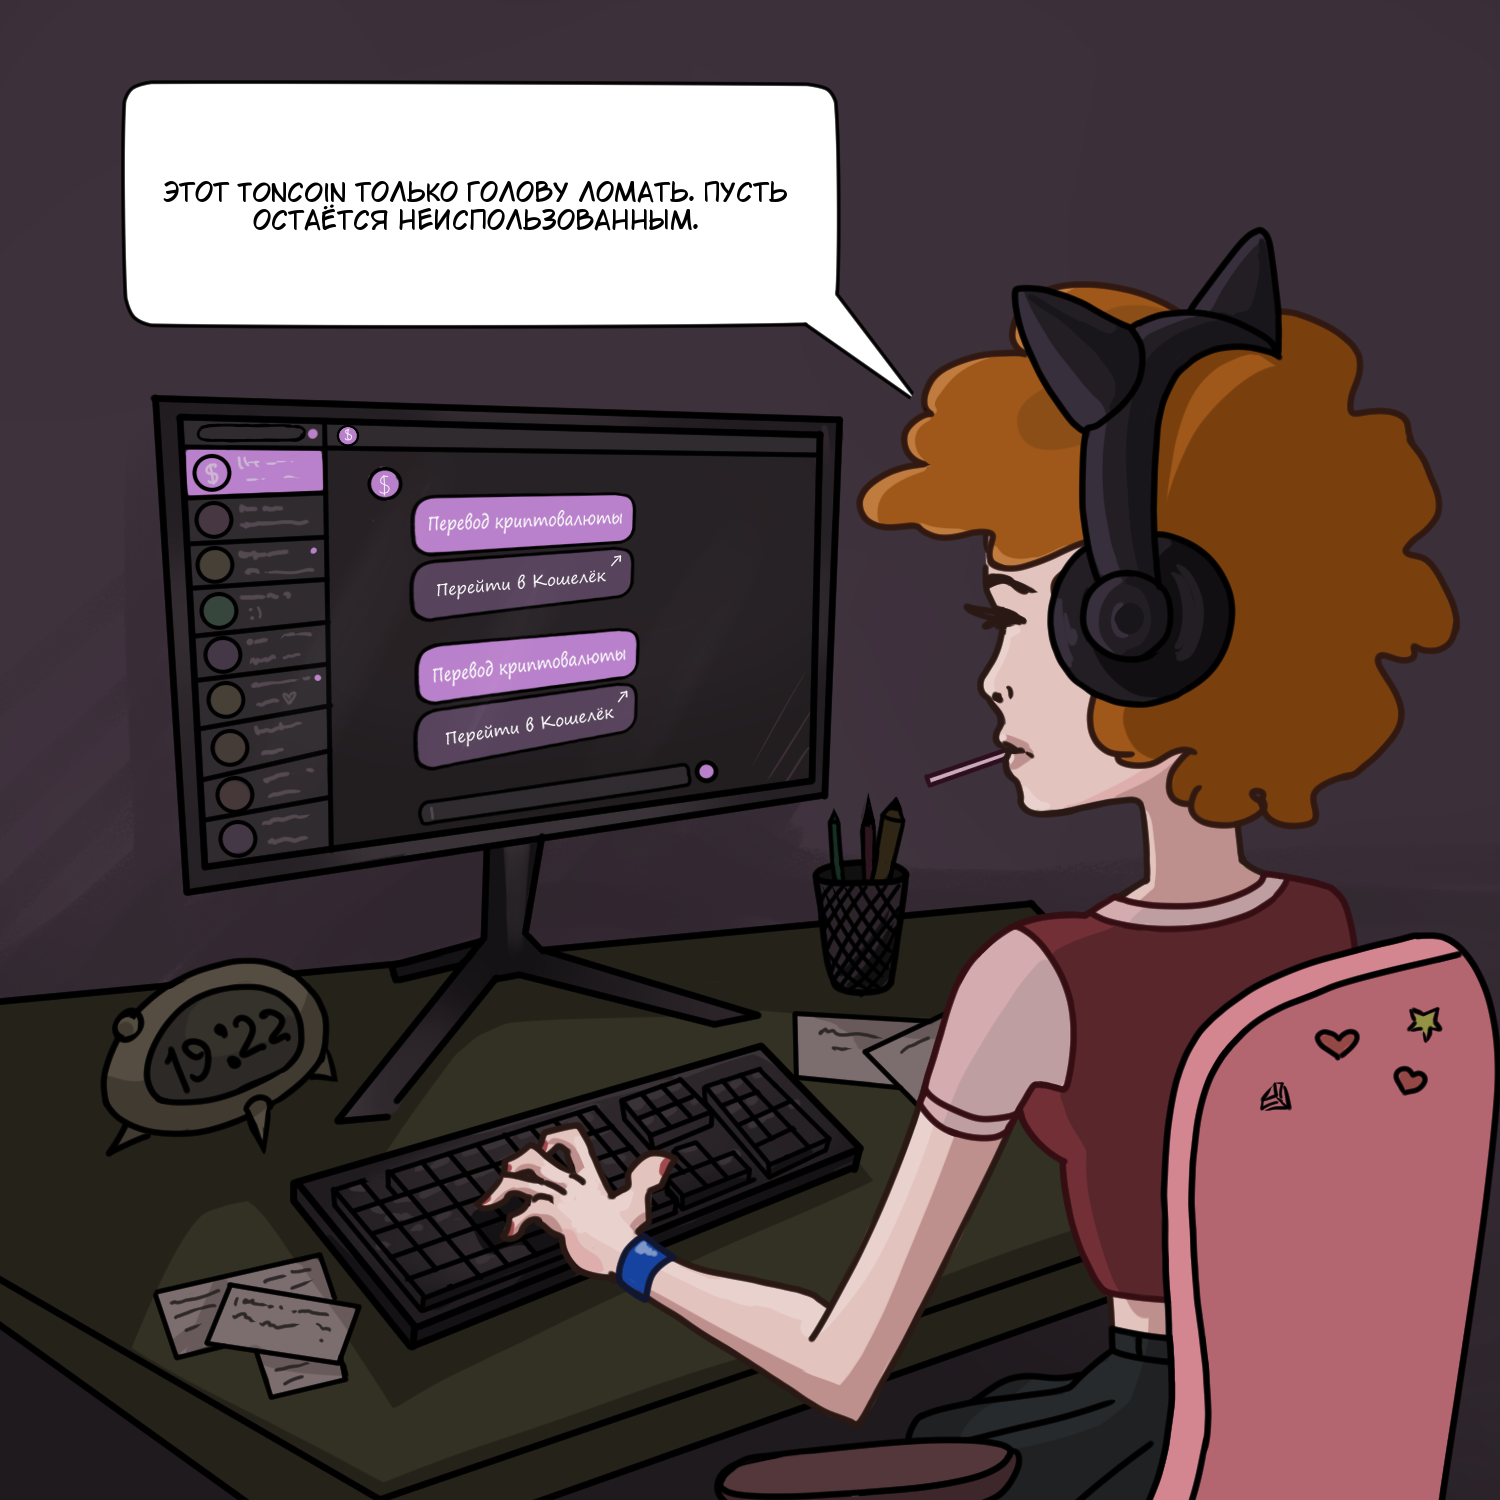 ЭТОТ TONCOIN ТОЛЬКО ГОЛОВУ ЛОМАТЬ. ПУСТЬ
ОСТАЁТСЯ НЕИСПОЛЬЗОВАННЫМ.
$
$
$
Перевод криптовалюты
Перейти в Кошелёк
:)
Перевод криптовалюты
Перейти в Кошелёк
19:22